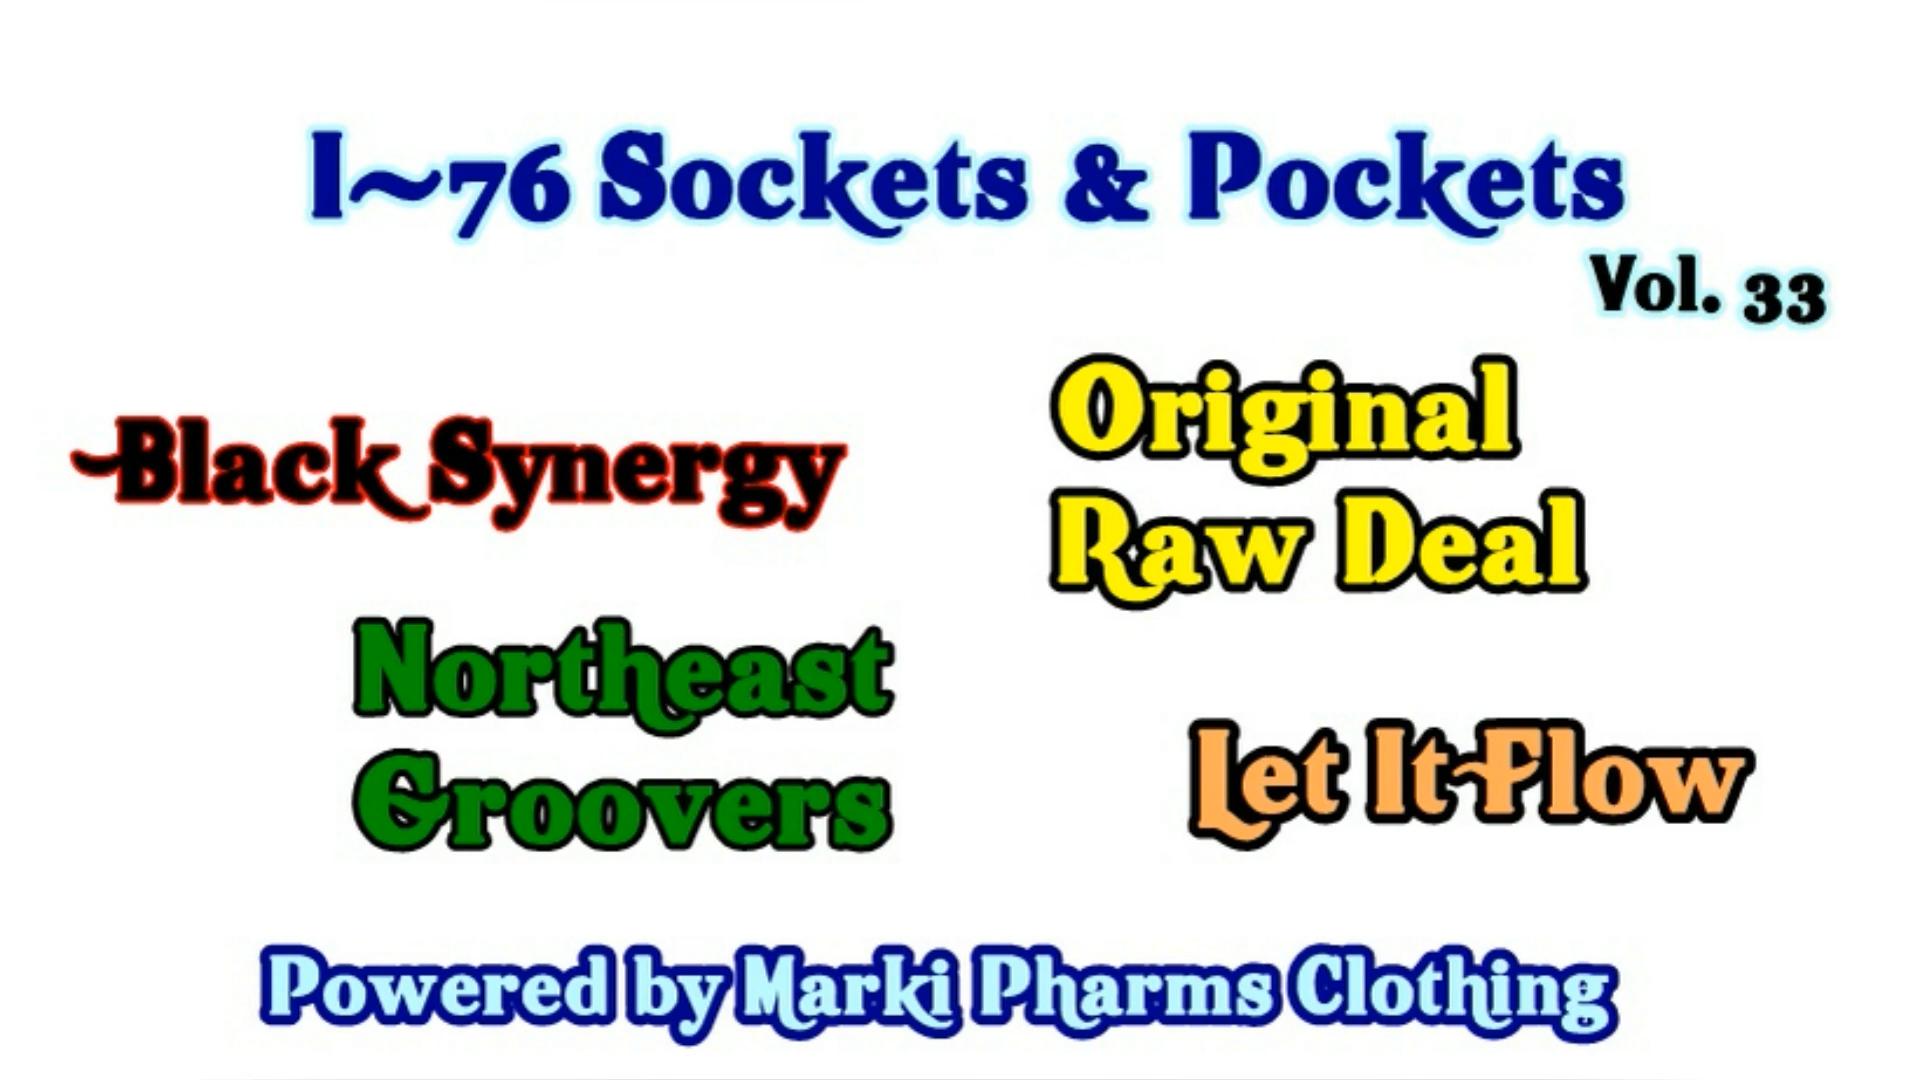 I~76 Sockets & Pockets
Vol. 33
Black Synergy
Original
Raw Deal
Northeast
Groovers
Let It Flow
Powered by Marki Pharms Clothing